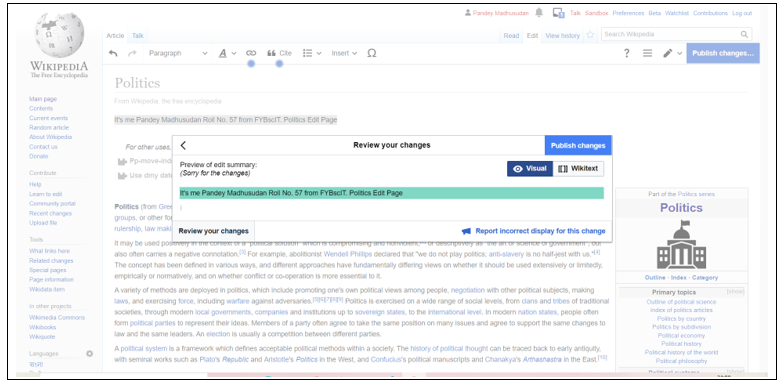 Pandey Madhusudan Talk Sandbox Preferences Beta Watchlist Contributions Log out
Article Talk
Read Edit View history
Search Wikipedia
Paragraph A Cite Insert Ω
? Publish changes...
WIKIPEDIA
The Free Encyclopedia
Main page
Contents
Current events
Random article
About Wikipedia
Contact us
Donate
Contribute
Help
Learn to edit
Community portal
Recent changes
Upload file
Tools
What links here
Related changes
Special pages
Page information
Wikidata item
In other projects
Wikimedia Commons
Wikibooks
Wikiquote
Languages
हिन्दी
Politics
From Wikipedia, the free encyclopedia
It's me Pandey Madhusudan Roll No. 57 from FYBscIT. Politics Edit Page
For other uses,
Pp-move-ind
Use dmy date
Review your changes
Publish changes
Preview of edit summary:
(Sorry for the changes)
Visual
[[]] Wikitext
It's me Pandey Madhusudan Roll No. 57 from FYBscIT. Politics Edit Page
Review your changes
Report incorrect display for this change
Politics (from Gree
groups, or other for
rulership, law mak
It may be used positively in the context of a "political solution" which is compromising and nonviolent, or descriptively as "the art or science of government", but
also often carries a negative connotation.[3] For example, abolitionist Wendell Phillips declared that "we do not play politics; anti-slavery is no half-jest with us."[4]
The concept has been defined in various ways, and different approaches have fundamentally differing views on whether it should be used extensively or limitedly,
empirically or normatively, and on whether conflict or co-operation is more essential to it.
A variety of methods are deployed in politics, which include promoting one's own political views among people, negotiation with other political subjects, making
laws, and exercising force, including warfare against adversaries.[5][6][7][8][9] Politics is exercised on a wide range of social levels, from clans and tribes of traditional
societies, through modern local governments, companies and institutions up to sovereign states, to the international level. In modern nation states, people often
form political parties to represent their ideas. Members of a party often agree to take the same position on many issues and agree to support the same changes to
law and the same leaders. An election is usually a competition between different parties.
A political system is a framework which defines acceptable political methods within a society. The history of political thought can be traced back to early antiquity,
with seminal works such as Plato's Republic and Aristotle's Politics in the West, and Confucius's political manuscripts and Chanakya's Arthashastra in the East.[10]
Part of the Politics series
Politics
Outline · Index · Category
Primary topics [show]
Outline of political science
Index of politics articles
Politics by country
Politics by subdivision
Political economy
Political history
Political history of the world
Political philosophy